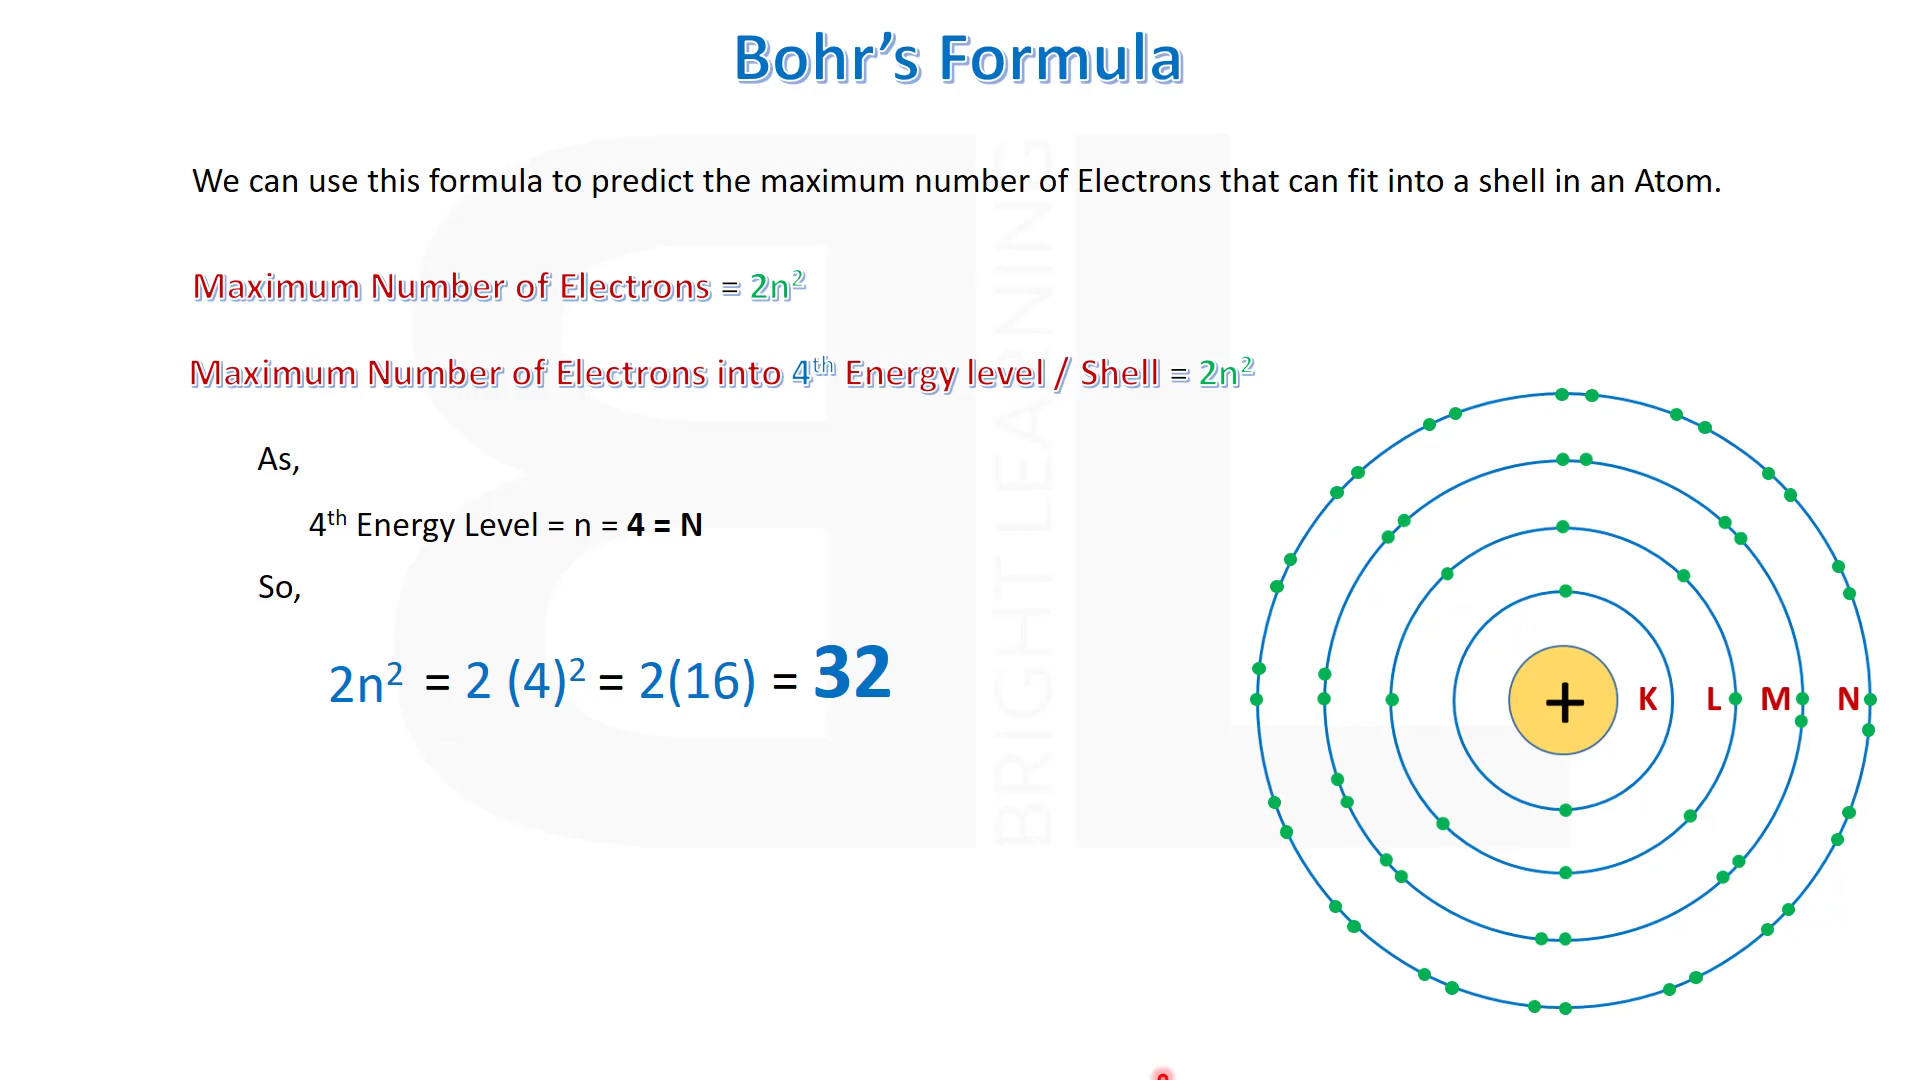 Bohr’s Formula
We can use this formula to predict the maximum number of Electrons that can fit into a shell in an Atom.
Maximum Number of Electrons = 2n²
Maximum Number of Electrons into 4ᵗʰ Energy level / Shell = 2n²
As,
4ᵗʰ Energy Level = n = 4 = N
So,
2n² = 2 (4)² = 2(16) = 32
+ K L M N
BRIGHT LEARNING